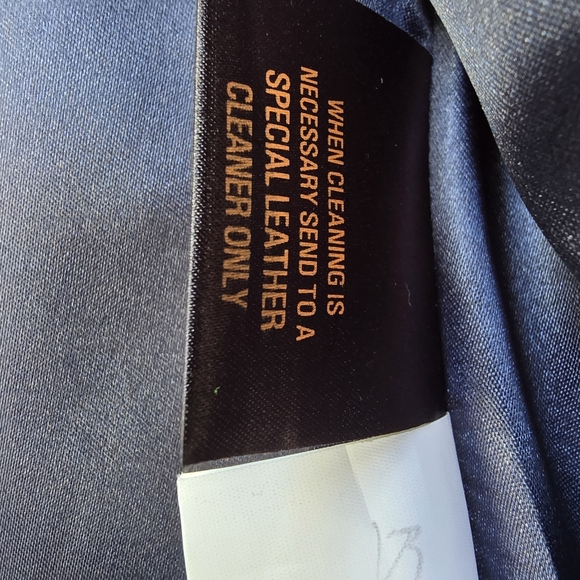 WHEN CLEANING IS
NECESSARY SEND TO A
SPECIAL LEATHER
CLEANER ONLY